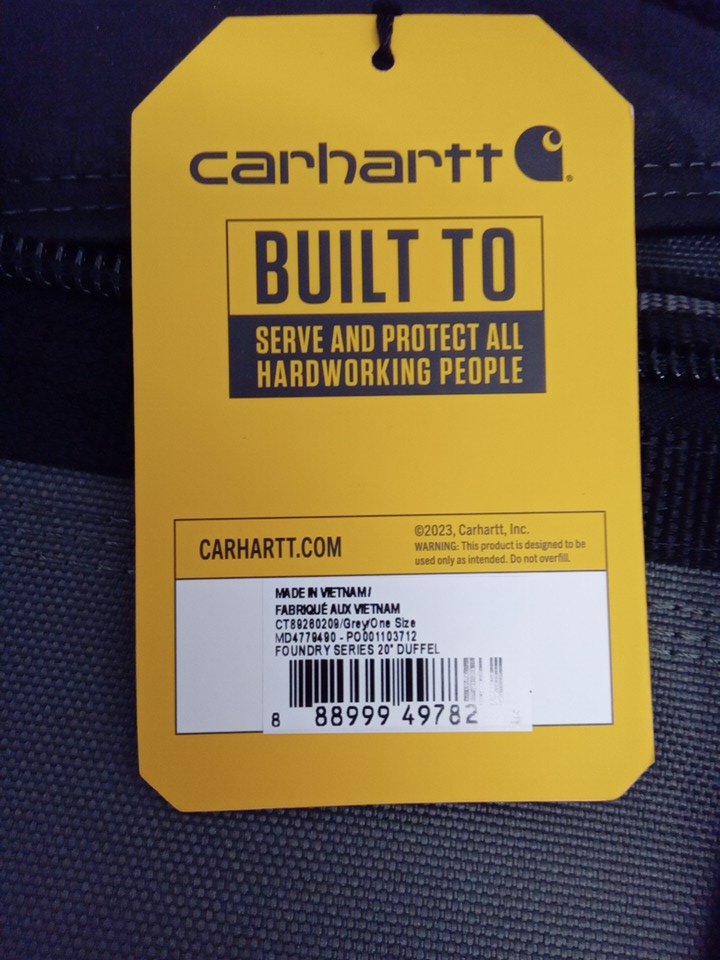 carhartt
BUILT TO
SERVE AND PROTECT ALL
HARDWORKING PEOPLE
CARHARTT.COM
©2023, Carhartt, Inc.
WARNING: This product is designed to be
used only as intended. Do not overfill.
MADE IN VIETNAM/
FABRIQUÉ AUX VIETNAM
CT89260209/Grey/One Size
MD4779490 - PO001103712
FOUNDRY SERIES 20" DUFFEL
8 88999 49782